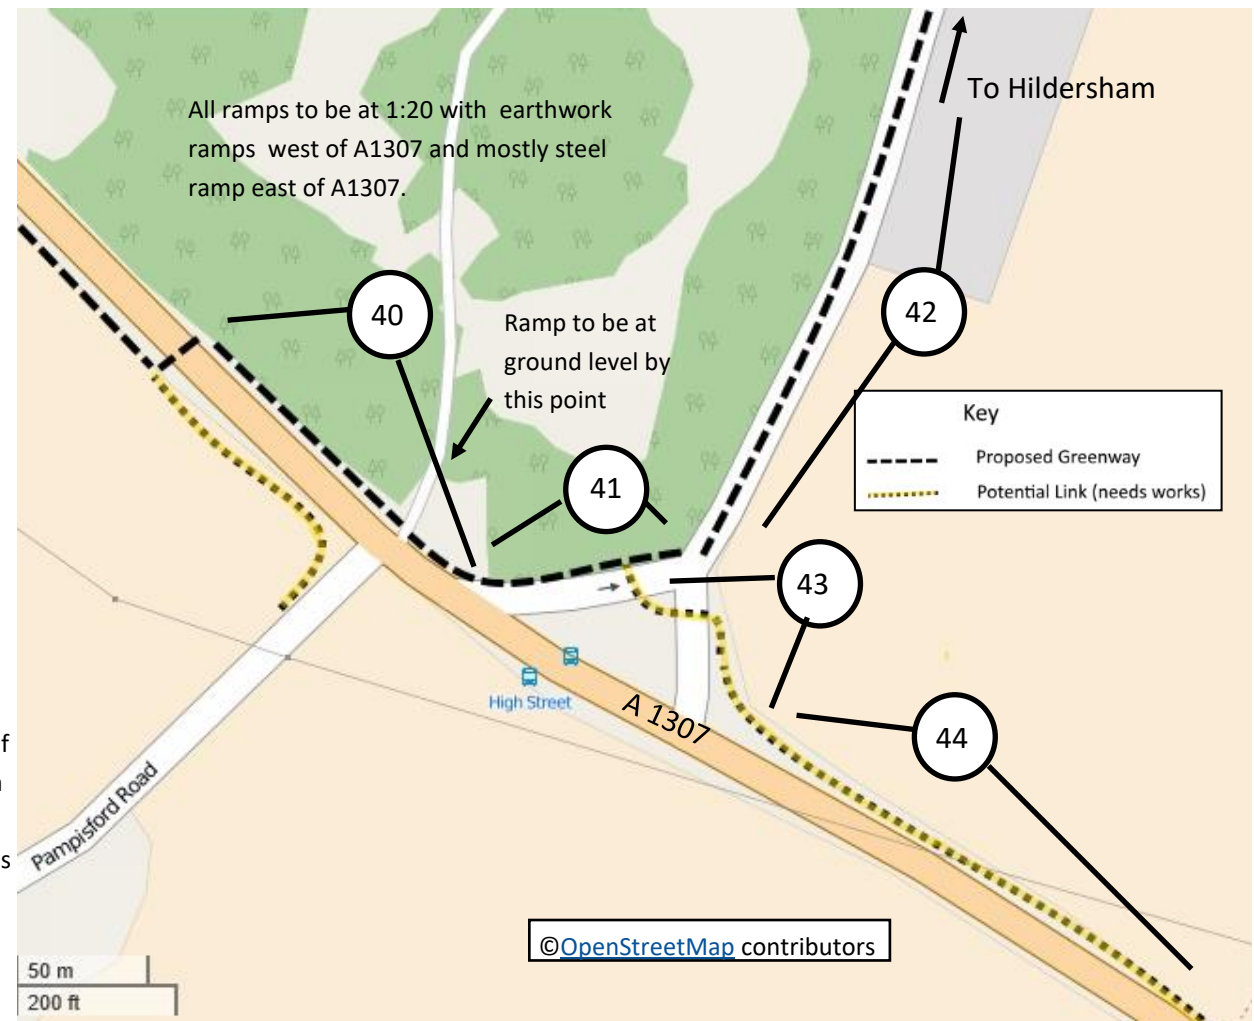 To Hildersham
All ramps to be at 1:20 with earthwork
ramps west of A1307 and mostly steel
ramp east of A1307.
40
42
Ramp to be at
ground level by
this point
Key
Proposed Greenway
Potential Link (needs works)
41
43
High Street
A 1307
44
Pampisford Road
f
s
©OpenStreetMap contributors
50 m
200 ft